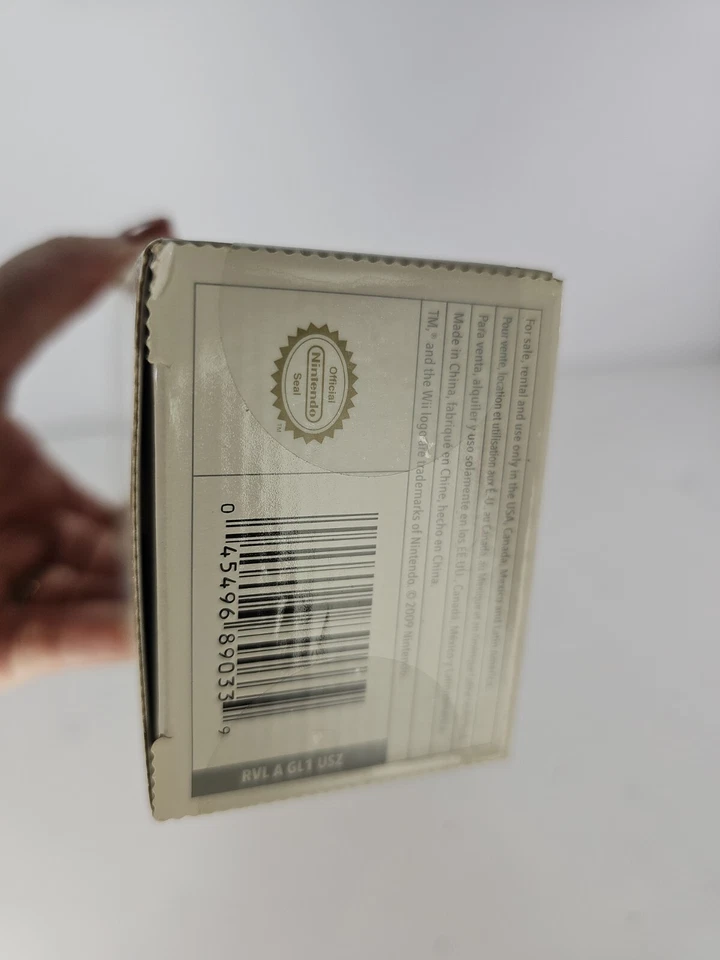 For sale, rental and use only in the USA, Canada, Mexico and Latin America.
Pour vente, location et utilisation aux É-U, au Canada, au Mexique et
Para venta, alquiler y uso solamente en los EE.UU., Canadá, México y
Made in China, fabriqué en Chine, hecho en China.
TM, ® and the Wii logo are trademarks of Nintendo. © 2009 Nintendo.
Official
Nintendo
Seal
TM
0 45496 89033 9
RVL A GL1 USZ